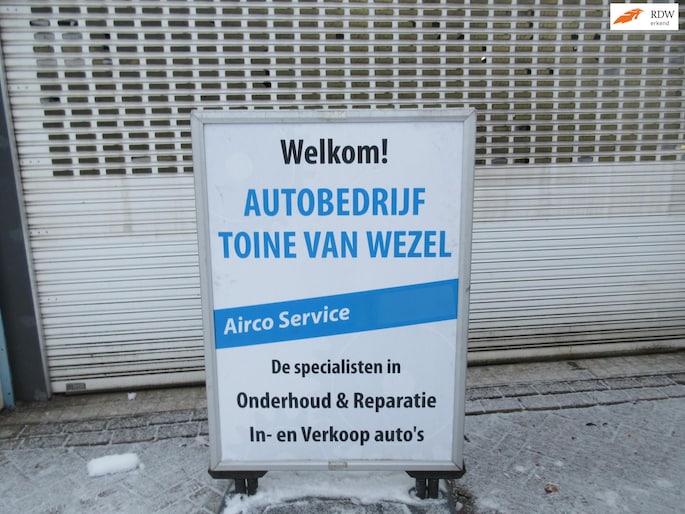 RDW
erkend
Welkom!
AUTOBEDRIJF
TOINE VAN WEZEL
Airco Service
De specialisten in
Onderhoud & Reparatie
In- en Verkoop auto's